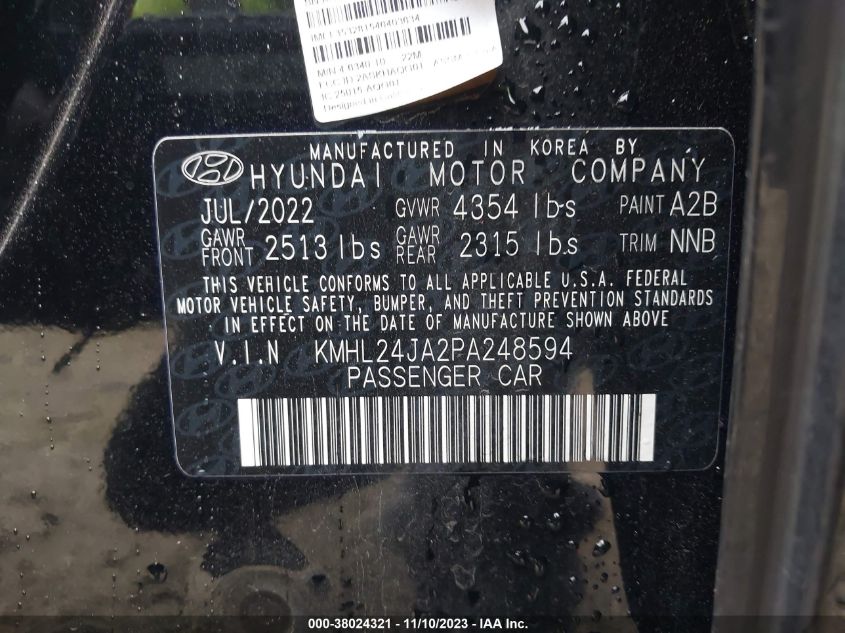 22M
MANUFACTURED IN KOREA BY
HYUNDAI MOTOR COMPANY
JUL/2022 GVWR 4354 lbs PAINT A2B
GAWR FRONT 2513 lbs GAWR REAR 2315 lbs TRIM NNB
THIS VEHICLE CONFORMS TO ALL APPLICABLE U.S.A. FEDERAL
MOTOR VEHICLE SAFETY, BUMPER, AND THEFT PREVENTION STANDARDS
IN EFFECT ON THE DATE OF MANUFACTURE SHOWN ABOVE
V.I.N KMHL24JA2PA248594
PASSENGER CAR
000-38024321 - 11/10/2023 - IAA Inc.